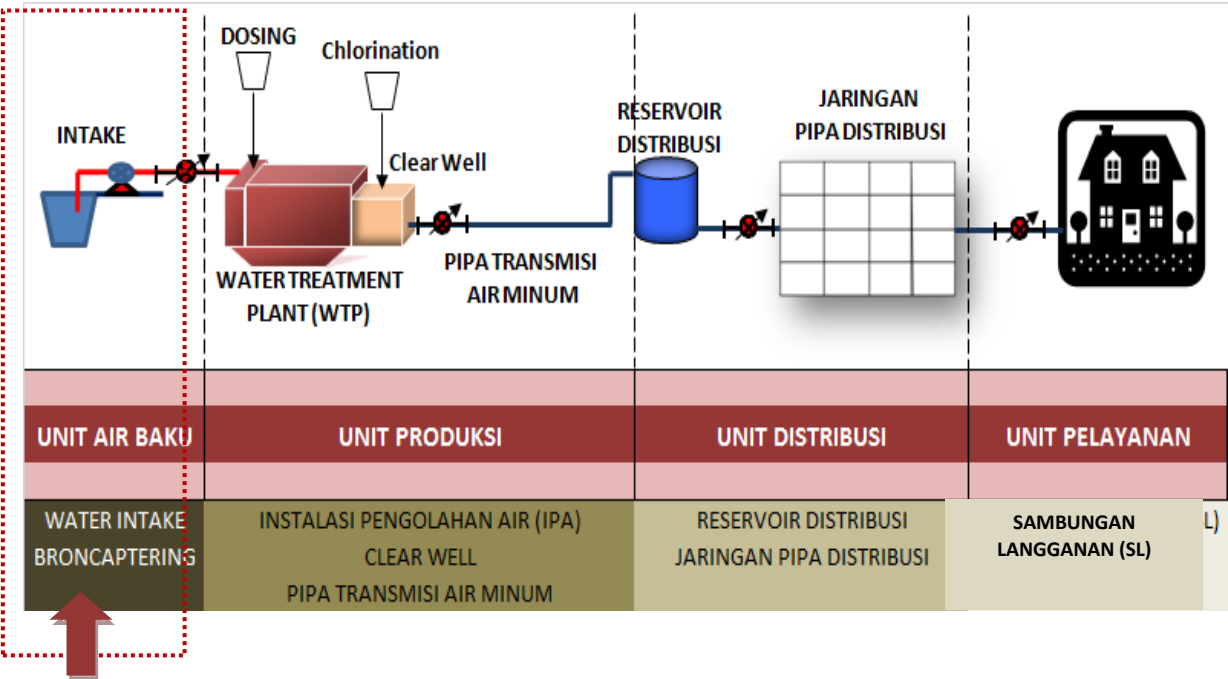 DOSING
Chlorination
INTAKE
Clear Well
WATER TREATMENT
PLANT (WTP)
PIPA TRANSMISI
AIR MINUM
RESERVOIR
DISTRIBUSI
JARINGAN
PIPA DISTRIBUSI
UNIT AIR BAKU
UNIT PRODUKSI
UNIT DISTRIBUSI
UNIT PELAYANAN
WATER INTAKE
BRONCAPTERING
INSTALASI PENGOLAHAN AIR (IPA)
CLEAR WELL
PIPA TRANSMISI AIR MINUM
RESERVOIR DISTRIBUSI
JARINGAN PIPA DISTRIBUSI
SAMBUNGAN
LANGGANAN (SL)
L)